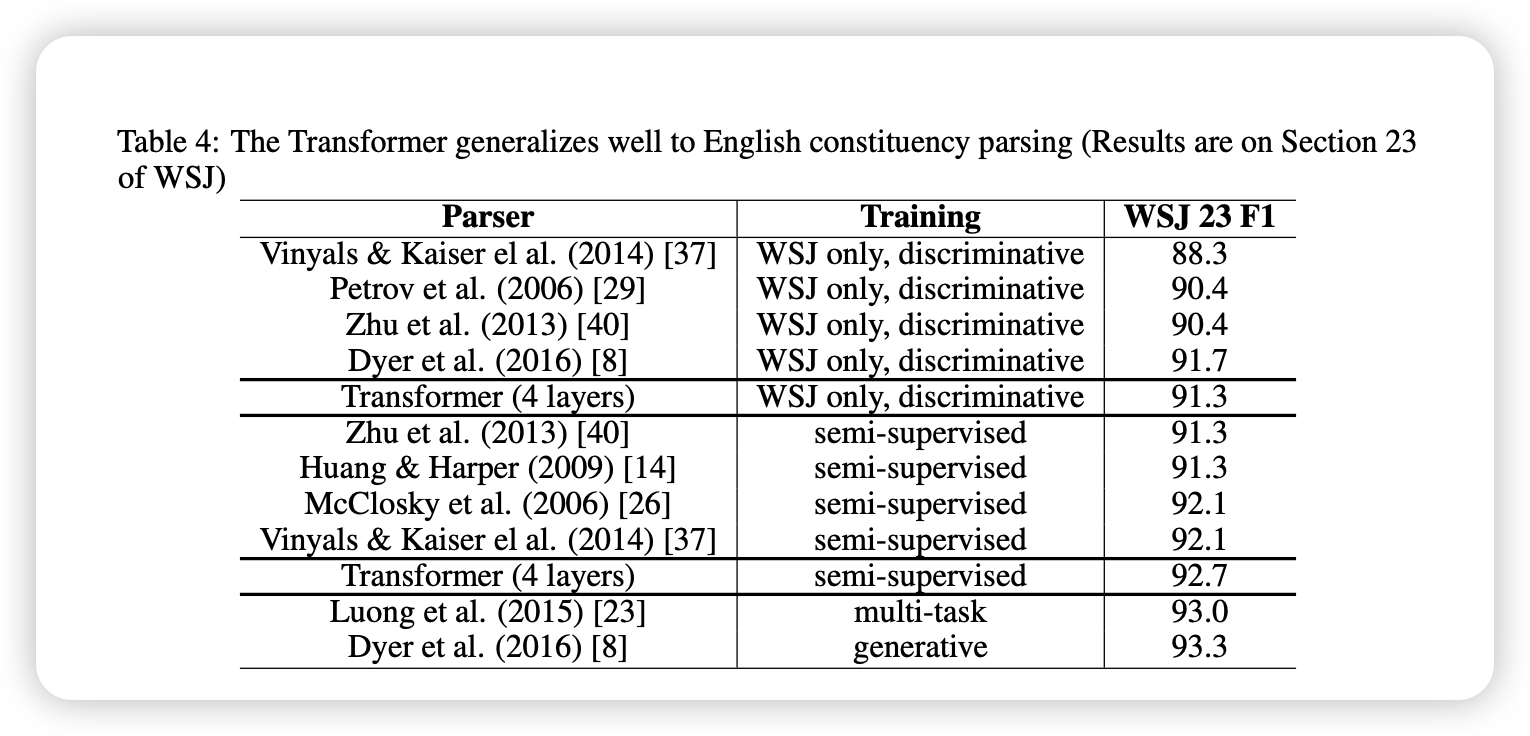 Table 4: The Transformer generalizes well to English constituency parsing (Results are on Section 23
of WSJ)
Parser Training WSJ 23 F1
Vinyals & Kaiser el al. (2014) [37] WSJ only, discriminative 88.3
Petrov et al. (2006) [29] WSJ only, discriminative 90.4
Zhu et al. (2013) [40] WSJ only, discriminative 90.4
Dyer et al. (2016) [8] WSJ only, discriminative 91.7
Transformer (4 layers) WSJ only, discriminative 91.3
Zhu et al. (2013) [40] semi-supervised 91.3
Huang & Harper (2009) [14] semi-supervised 91.3
McClosky et al. (2006) [26] semi-supervised 92.1
Vinyals & Kaiser el al. (2014) [37] semi-supervised 92.1
Transformer (4 layers) semi-supervised 92.7
Luong et al. (2015) [23] multi-task 93.0
Dyer et al. (2016) [8] generative 93.3